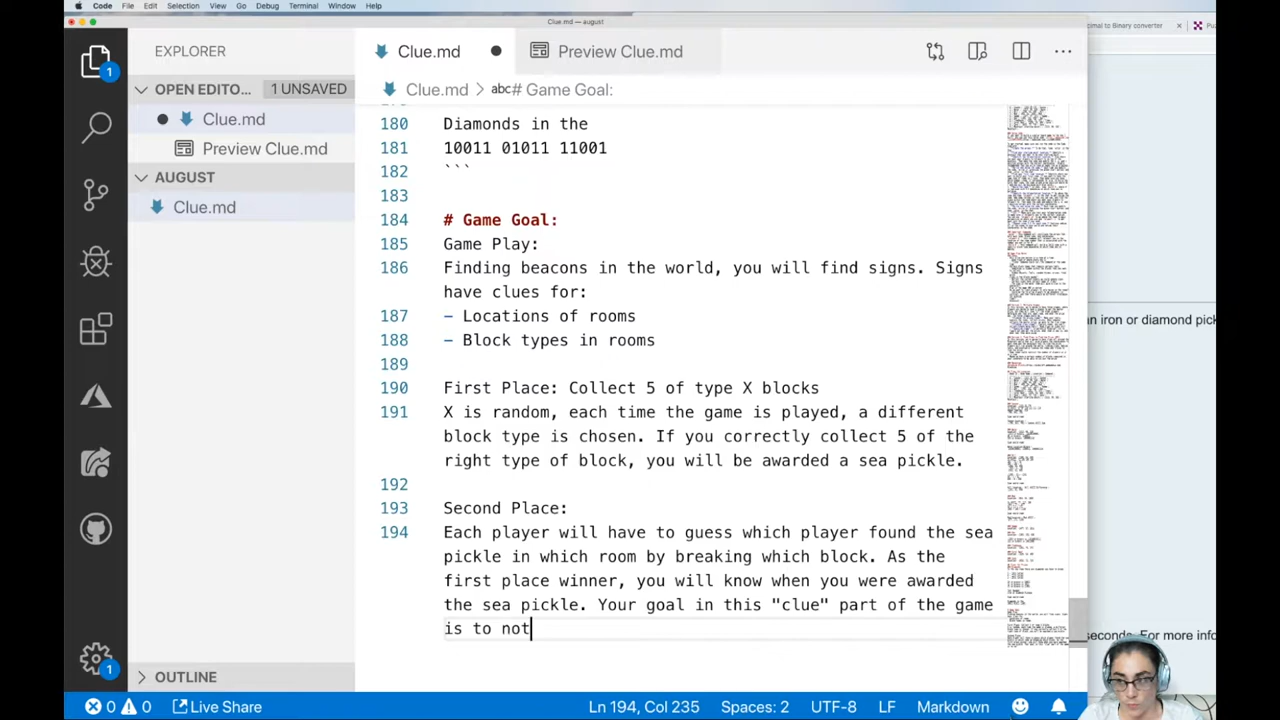 Code File Edit Selection View Go Debug Terminal Window Help
Clue.md — august
EXPLORER
Clue.md
Preview Clue.md
1
OPEN EDITO... 1 UNSAVED
Clue.md > abc# Game Goal:
Clue.md
Preview Clue.md
AUGUST
Clue.md
180 Diamonds in the
181 10011 01011 11001
182 ```
183
184 # Game Goal:
185 Game Play:
186 Finding beacons in the world, you will find signs. Signs
have clues for:
187 - Locations of rooms
188 - Block types in rooms
189
190 First Place: Collect 5 of type X blocks
191 X is random, each time the game is played, a different
block type is chosen. If you correctly collect 5 of the
right type of block, you will be awarded a sea pickle.
192
193 Second Place:
194 Each player will have to guess which player found the sea
pickle in which room by breaking which block. As the
first place winner, you will know when you were awarded
the sea pickle. Your goal in the "clue" part of the game
is to not
OUTLINE
1
0 0 Live Share Ln 194, Col 235 Spaces: 2 UTF-8 LF Markdown
imal to Binary converter
an iron or diamond pick
seconds. For more info